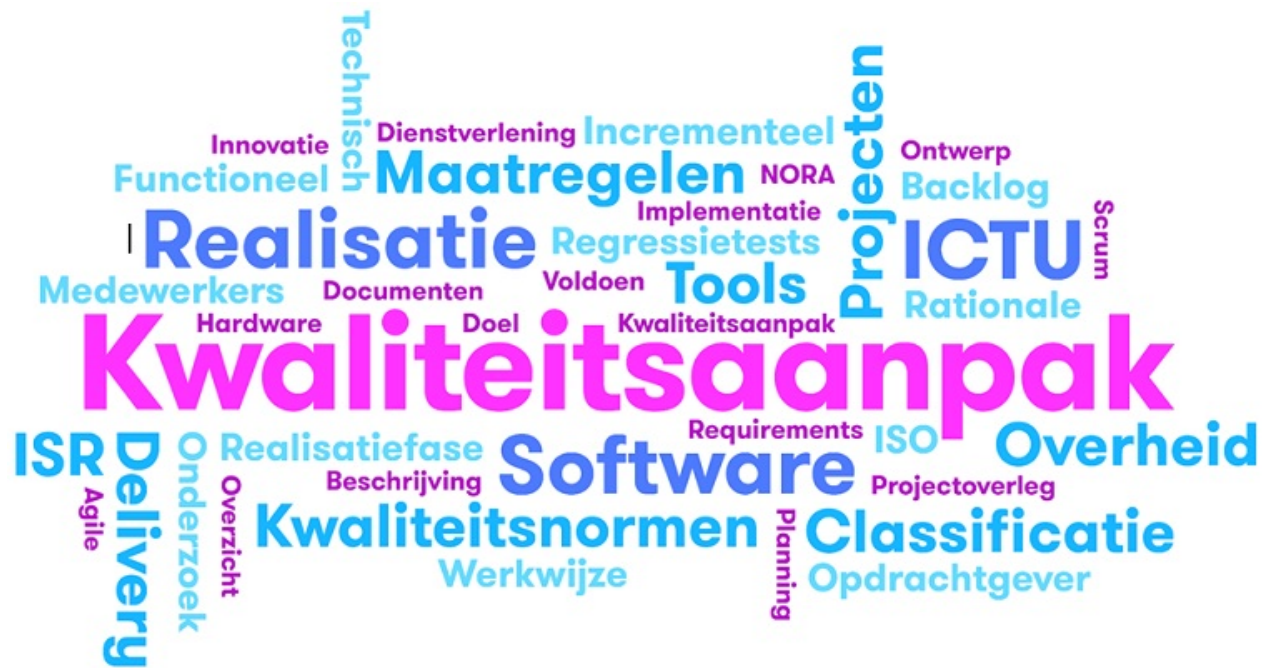 Technisch
Projecten
Innovatie
Dienstverlening
Incrementeel
Functioneel
Maatregelen
NORA
Ontwerp
Backlog
Implementatie
Scrum
Realisatie
Regressietests
ICTU
Medewerkers
Documenten
Voldoen
Tools
Rationale
Hardware
Doel
Kwaliteitsaanpak
Kwaliteitsaanpak
ISR
Delivery
Onderzoek
Realisatiefase
Software
Requirements
ISO
Overheid
Agile
Overzicht
Beschrijving
Projectoverleg
Kwaliteitsnormen
Planning
Classificatie
Werkwijze
Opdrachtgever